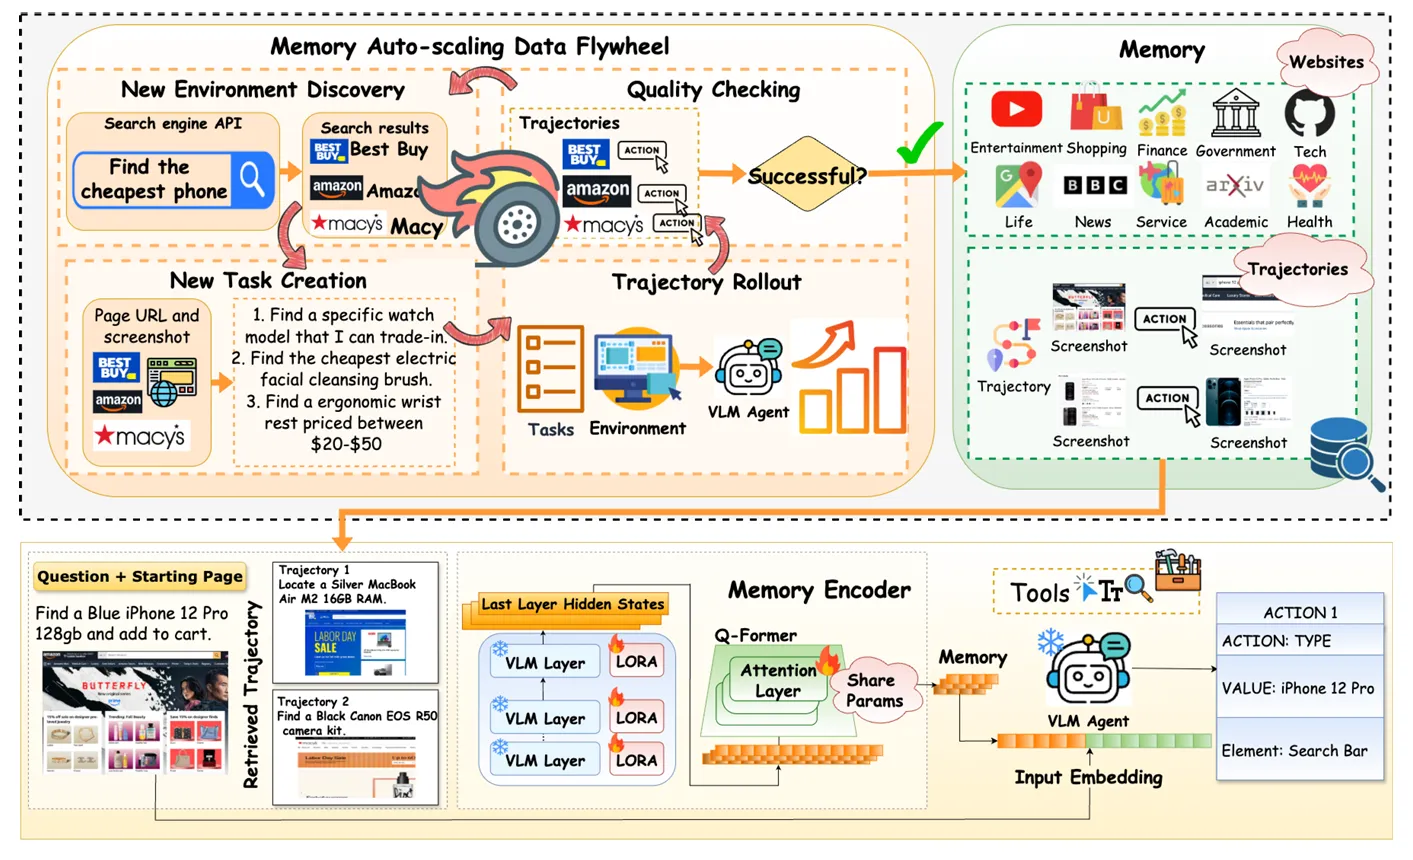 Memory Auto-scaling Data Flywheel
New Environment Discovery
Search engine API
Find the
cheapest phone
Search results
BEST
BUY
Best Buy
amazon
Amazo
macy's
Macy
Quality Checking
Trajectories
BEST
BUY
ACTION
amazon
ACTION
macy's
ACTION
Successful?
New Task Creation
Page URL and
screenshot
BEST
BUY
amazon
macy's
1. Find a specific watch
model that I can trade-in.
2. Find the cheapest electric
facial cleansing brush.
3. Find a ergonomic wrist
rest priced between
$20-$50
Trajectory Rollout
Tasks
Environment
VLM Agent
Memory
Websites
Entertainment
Shopping
Finance
Government
Tech
G
BBC
arXiv
Life
News
Service
Academic
Health
Trajectories
Trajectory
Screenshot
ACTION
Essentials that pair perfectly
Screenshot
Screenshot
ACTION
Screenshot
Question + Starting Page
Find a Blue iPhone 12 Pro
128gb and add to cart.
amazon
BUTTERFLY
Retrieved Trajectory
Trajectory 1
Locate a Silver MacBook
Air M2 16GB RAM.
LABOR DAY
SALE
Trajectory 2
Find a Black Canon EOS R50
camera kit.
Labor Day Sale
Memory Encoder
Last Layer Hidden States
VLM Layer
LORA
VLM Layer
LORA
VLM Layer
LORA
Q-Former
Attention
Layer
Share
Params
Memory
Tools
TT
VLM Agent
Input Embedding
ACTION 1
ACTION: TYPE
VALUE: iPhone 12 Pro
Element: Search Bar